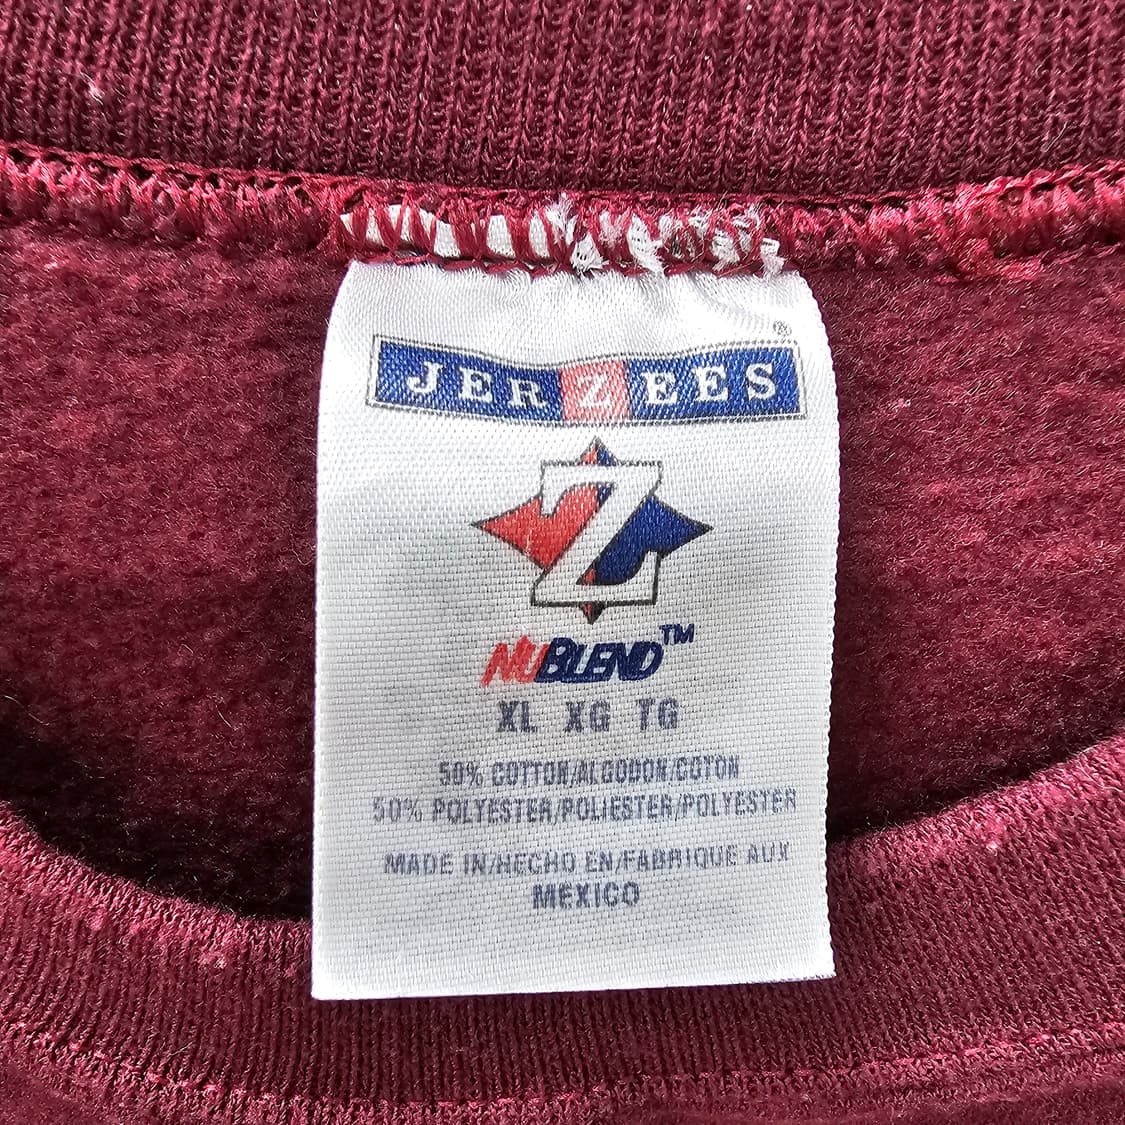 JERZEES®
Z
NUBLEND™
XL XG TG
50% COTTON/ALGODON/COTON
50% POLYESTER/POLIESTER/POLYESTER
MADE IN/HECHO EN/FABRIQUE AUX
MEXICO